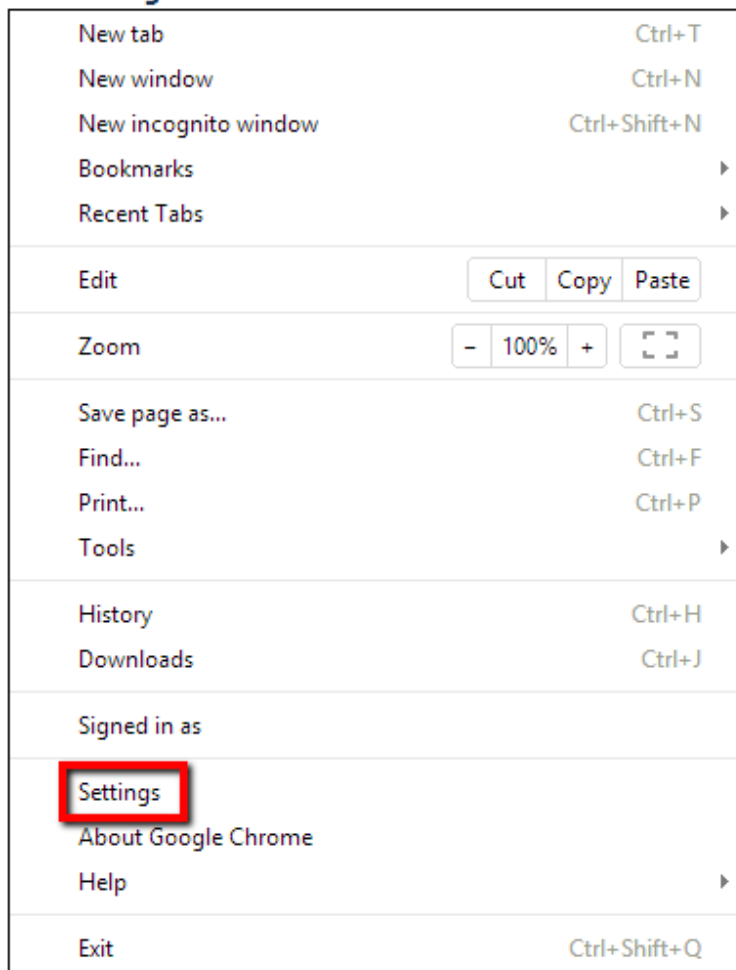 New tab Ctrl+T
New window Ctrl+N
New incognito window Ctrl+Shift+N
Bookmarks
Recent Tabs
Edit Cut Copy Paste
Zoom - 100% +
Save page as... Ctrl+S
Find... Ctrl+F
Print... Ctrl+P
Tools
History Ctrl+H
Downloads Ctrl+J
Signed in as
Settings
About Google Chrome
Help
Exit Ctrl+Shift+Q